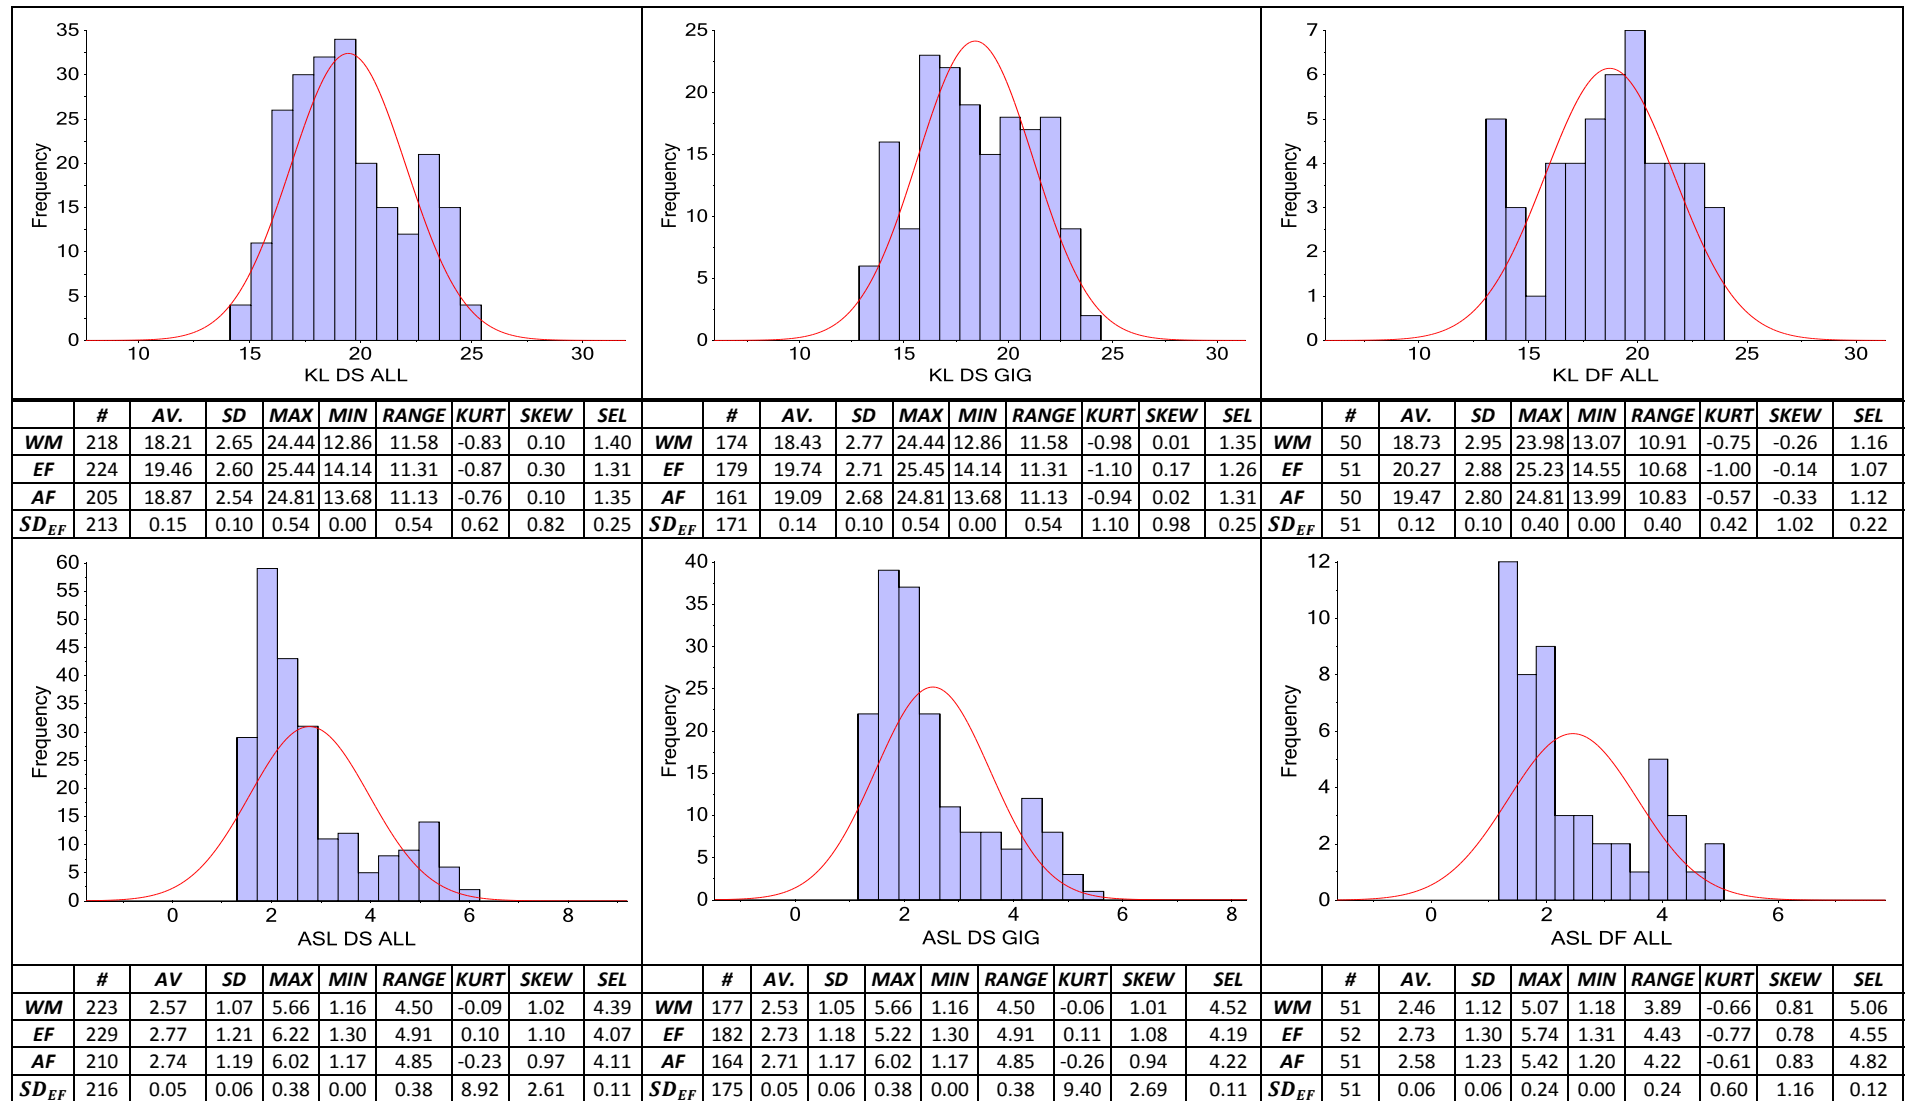 35
30
25
20
15
10
5
0
Frequency
10 15 20 25 30
KL DS ALL
25
20
15
10
5
0
Frequency
10 15 20 25 30
KL DS GIG
7
6
5
4
3
2
1
0
Frequency
10 15 20 25 30
KL DF ALL
# AV. SD MAX MIN RANGE KURT SKEW SEL
WM 218 18.21 2.65 24.44 12.86 11.58 -0.83 0.10 1.40
EF 224 19.46 2.60 25.44 14.14 11.31 -0.87 0.30 1.31
AF 205 18.87 2.54 24.81 13.68 11.13 -0.76 0.10 1.35
SD_EF 213 0.15 0.10 0.54 0.00 0.54 0.62 0.82 0.25
# AV. SD MAX MIN RANGE KURT SKEW SEL
WM 174 18.43 2.77 24.44 12.86 11.58 -0.98 0.01 1.35
EF 179 19.74 2.71 25.45 14.14 11.31 -1.10 0.17 1.26
AF 161 19.09 2.68 24.81 13.68 11.13 -0.94 0.02 1.31
SD_EF 171 0.14 0.10 0.54 0.00 0.54 1.10 0.98 0.25
# AV. SD MAX MIN RANGE KURT SKEW SEL
WM 50 18.73 2.95 23.98 13.07 10.91 -0.75 -0.26 1.16
EF 51 20.27 2.88 25.23 14.55 10.68 -1.00 -0.14 1.07
AF 50 19.47 2.80 24.81 13.99 10.83 -0.57 -0.33 1.12
SD_EF 51 0.12 0.10 0.40 0.00 0.40 0.42 1.02 0.22
60
55
50
45
40
35
30
25
20
15
10
5
0
Frequency
0 2 4 6 8
ASL DS ALL
40
35
30
25
20
15
10
5
0
Frequency
0 2 4 6 8
ASL DS GIG
12
10
8
6
4
2
0
Frequency
0 2 4 6
ASL DF ALL
# AV SD MAX MIN RANGE KURT SKEW SEL
WM 223 2.57 1.07 5.66 1.16 4.50 -0.09 1.02 4.39
EF 229 2.77 1.21 6.22 1.30 4.91 0.10 1.10 4.07
AF 210 2.74 1.19 6.02 1.17 4.85 -0.23 0.97 4.11
SD_EF 216 0.05 0.06 0.38 0.00 0.38 8.92 2.61 0.11
# AV. SD MAX MIN RANGE KURT SKEW SEL
WM 177 2.53 1.05 5.66 1.16 4.50 -0.06 1.01 4.52
EF 182 2.73 1.18 5.22 1.30 4.91 0.11 1.08 4.19
AF 164 2.71 1.17 6.02 1.17 4.85 -0.26 0.94 4.22
SD_EF 175 0.05 0.06 0.38 0.00 0.38 9.40 2.69 0.11
# AV. SD MAX MIN RANGE KURT SKEW SEL
WM 51 2.46 1.12 5.07 1.18 3.89 -0.66 0.81 5.06
EF 52 2.73 1.30 5.74 1.31 4.43 -0.77 0.78 4.55
AF 51 2.58 1.23 5.42 1.20 4.22 -0.61 0.83 4.82
SD_EF 51 0.06 0.06 0.24 0.00 0.24 0.60 1.16 0.12